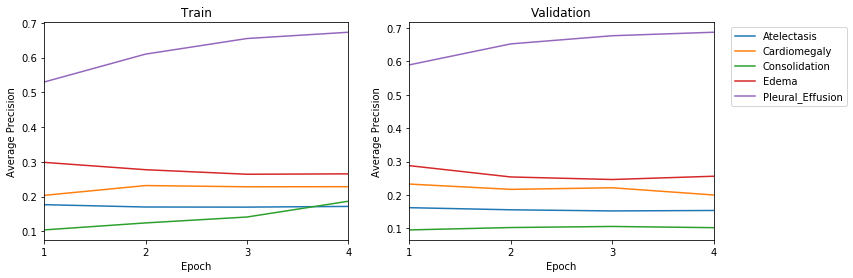 Train
Average Precision
0.7
0.6
0.5
0.4
0.3
0.2
0.1
1 2 3 4
Epoch
Validation
Average Precision
0.7
0.6
0.5
0.4
0.3
0.2
0.1
1 2 3 4
Epoch
Atelectasis
Cardiomegaly
Consolidation
Edema
Pleural_Effusion